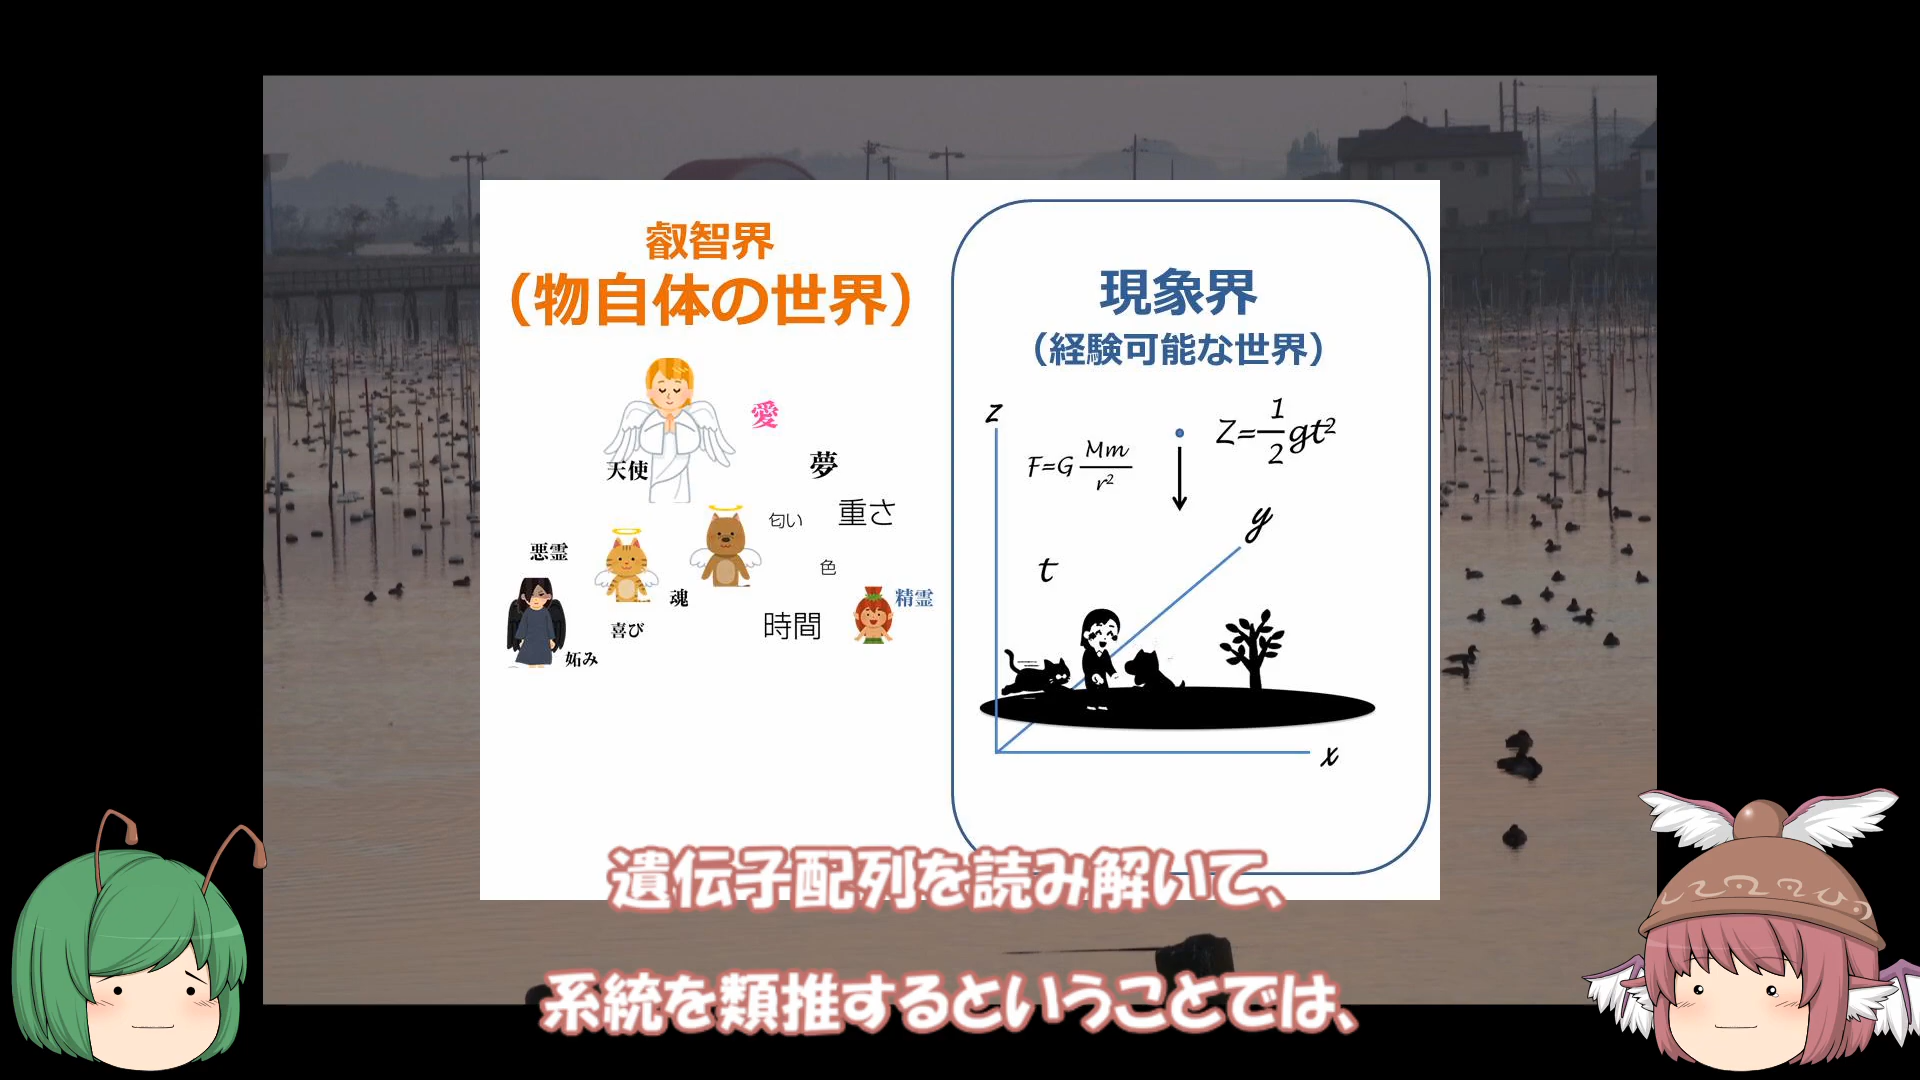 叡智界
（物自体の世界）
天使
愛
夢
匂い
重さ
悪霊
色
魂
精霊
喜び
時間
妬み
現象界
（経験可能な世界）
z
F=G Mm/r²
Z=1/2gt²
y
t
x
遺伝子配列を読み解いて、
系統を類推するということでは、